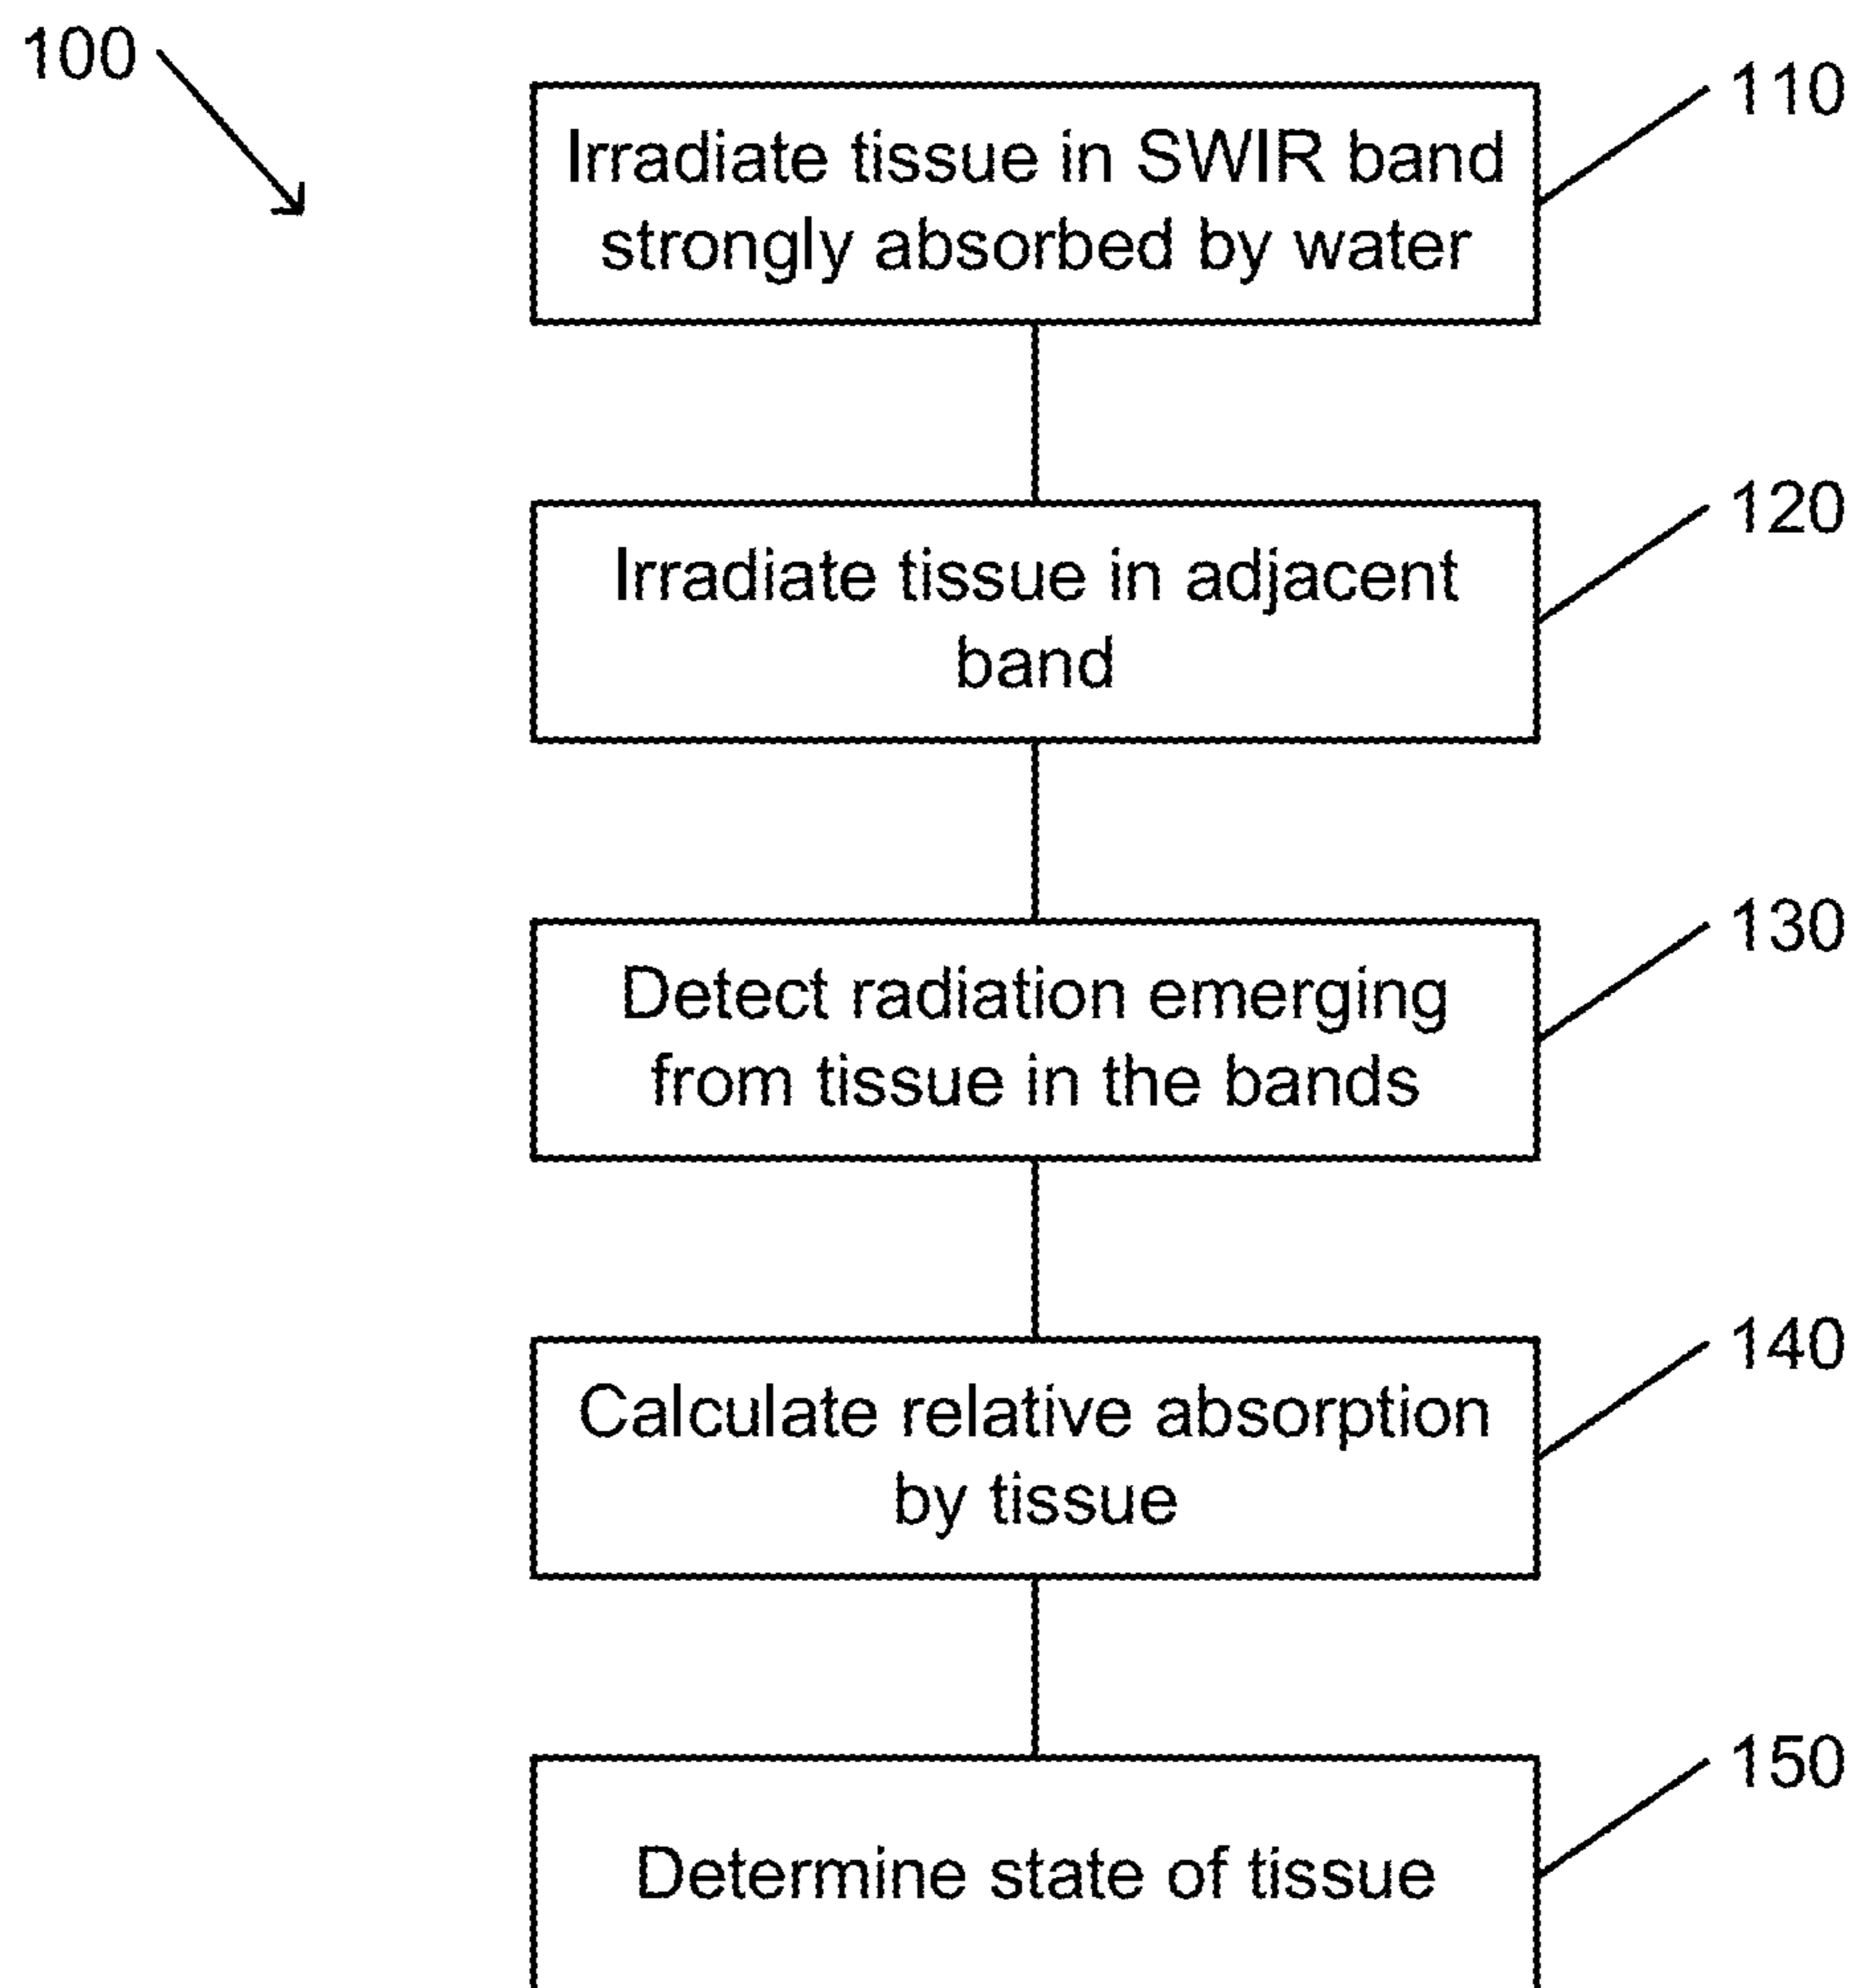 100
110
Irradiate tissue in SWIR band
strongly absorbed by water
120
Irradiate tissue in adjacent
band
130
Detect radiation emerging
from tissue in the bands
140
Calculate relative absorption
by tissue
150
Determine state of tissue